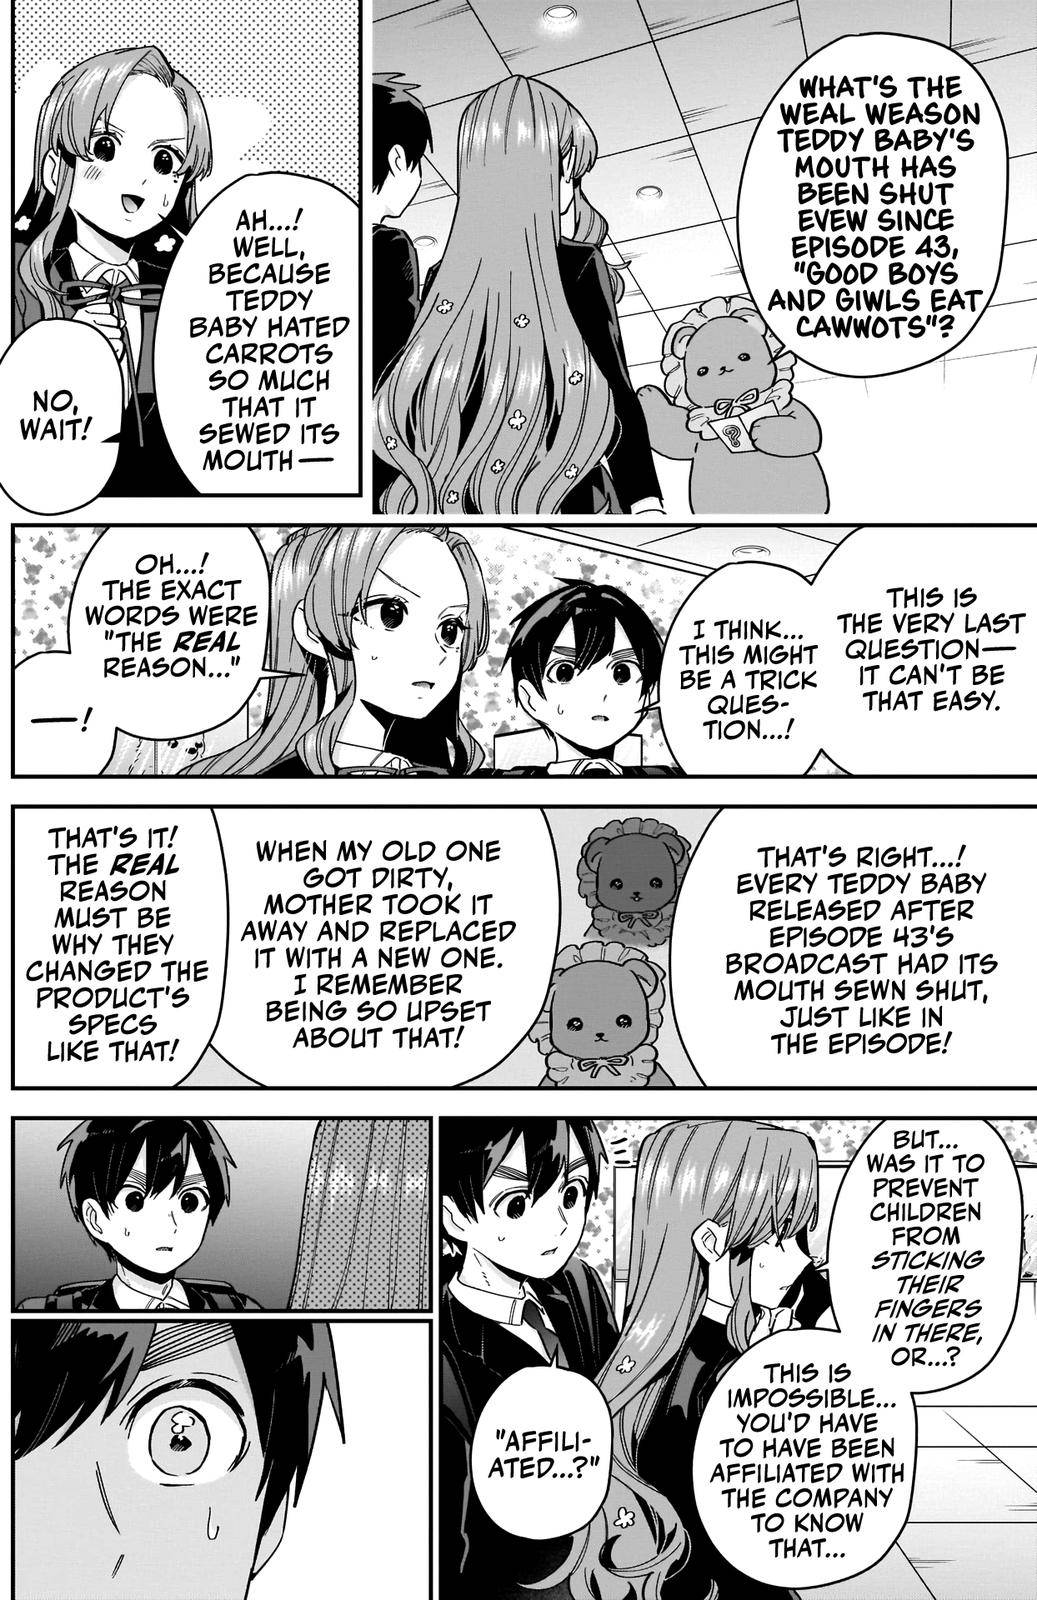 WHAT'S THE
WEAL WEASON
TEDDY BABY'S
MOUTH HAS
BEEN SHUT
EVEW SINCE
EPISODE 43,
"GOOD BOYS
AND GIWLS EAT
CAWWOTS"?
?
AH...!
WELL,
BECAUSE
TEDDY
BABY HATED
CARROTS
SO MUCH
THAT IT
SEWED ITS
MOUTH—
NO,
WAIT!
THIS IS
THE VERY LAST
QUESTION—
IT CAN'T BE
THAT EASY.
I THINK...
THIS MIGHT
BE A TRICK
QUES-
TION...!
OH...!
THE EXACT
WORDS WERE
"THE REAL
REASON..."
—!
THAT'S RIGHT...!
EVERY TEDDY BABY
RELEASED AFTER
EPISODE 43'S
BROADCAST HAD ITS
MOUTH SEWN SHUT,
JUST LIKE IN
THE EPISODE!
WHEN MY OLD ONE
GOT DIRTY,
MOTHER TOOK IT
AWAY AND REPLACED
IT WITH A NEW ONE.
I REMEMBER
BEING SO UPSET
ABOUT THAT!
THAT'S IT!
THE REAL
REASON
MUST BE
WHY THEY
CHANGED THE
PRODUCT'S
SPECS
LIKE THAT!
BUT...
WAS IT TO
PREVENT
CHILDREN
FROM
STICKING
THEIR
FINGERS
IN THERE,
OR...?
THIS IS
IMPOSSIBLE...
YOU'D HAVE
TO HAVE BEEN
AFFILIATED WITH
THE COMPANY
TO KNOW
THAT...
"AFFILI-
ATED...?"